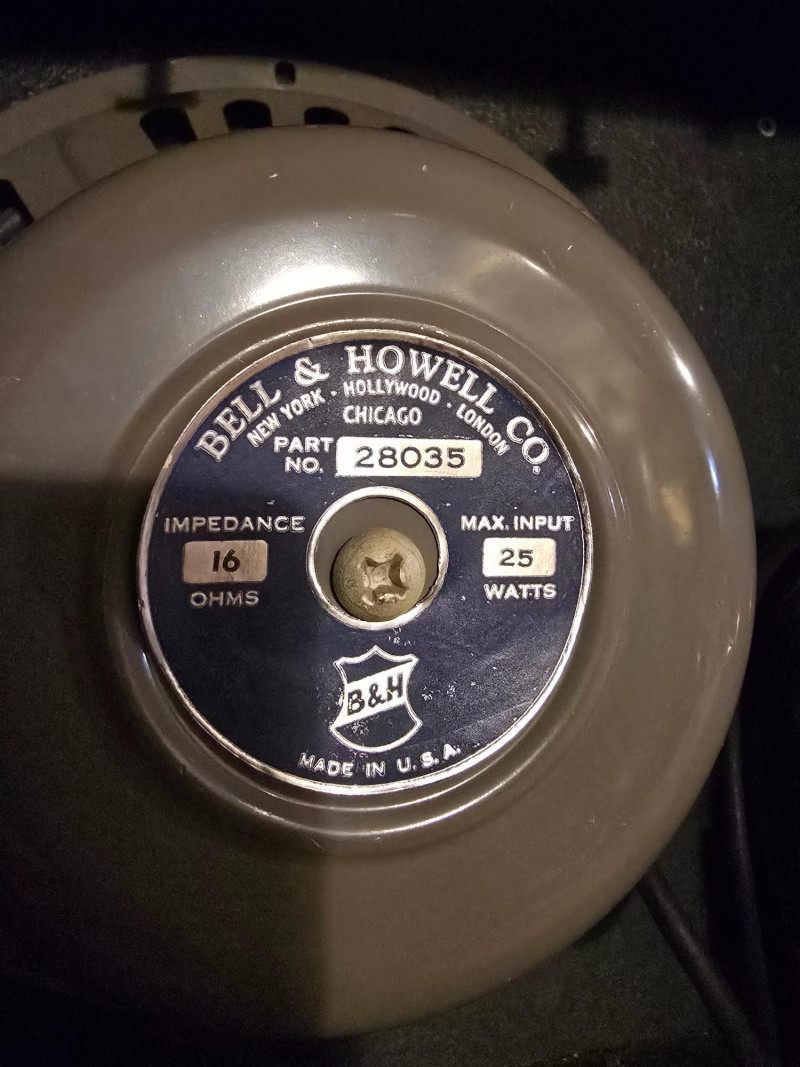 BELL & HOWELL CO.
NEW YORK · HOLLYWOOD · LONDON
CHICAGO
PART NO. 28035
IMPEDANCE
16
OHMS
MAX. INPUT
25
WATTS
B&H
MADE IN U.S.A.